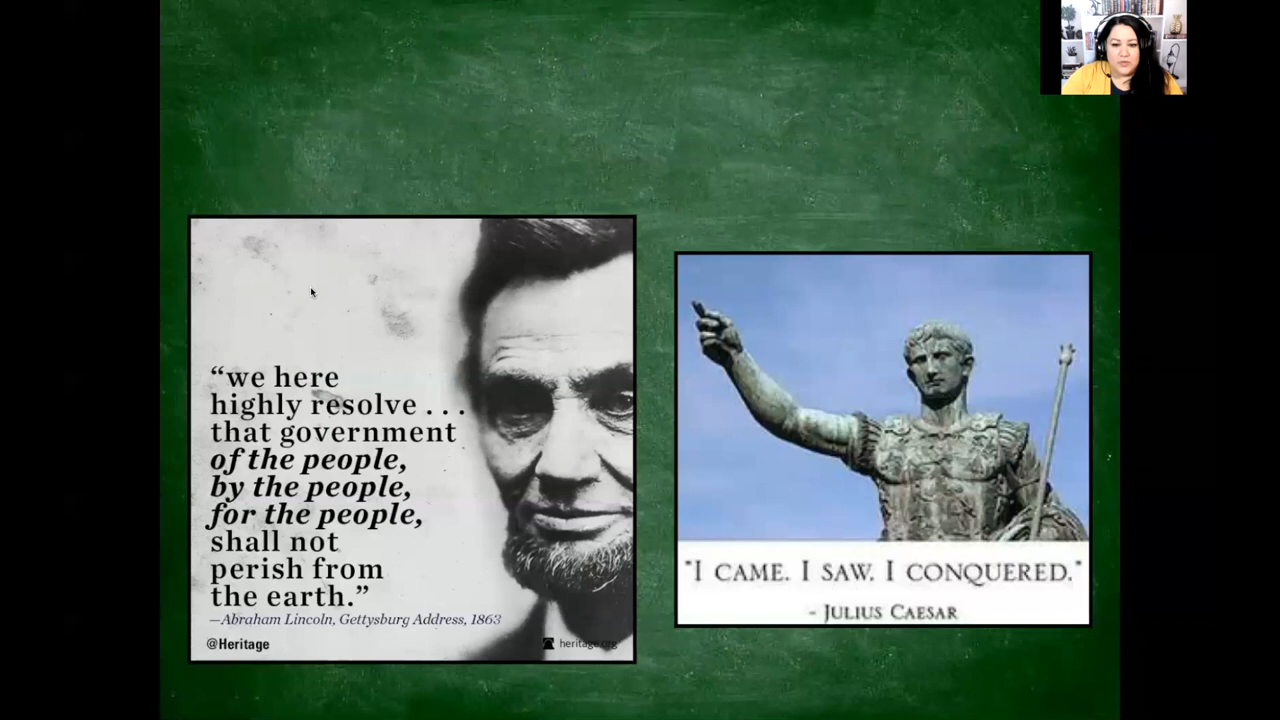 “we here
highly resolve . . .
that government
of the people,
by the people,
for the people,
shall not
perish from
the earth.”
—Abraham Lincoln, Gettysburg Address, 1863
@Heritage
heritage.org
"I CAME. I SAW. I CONQUERED."
- JULIUS CAESAR